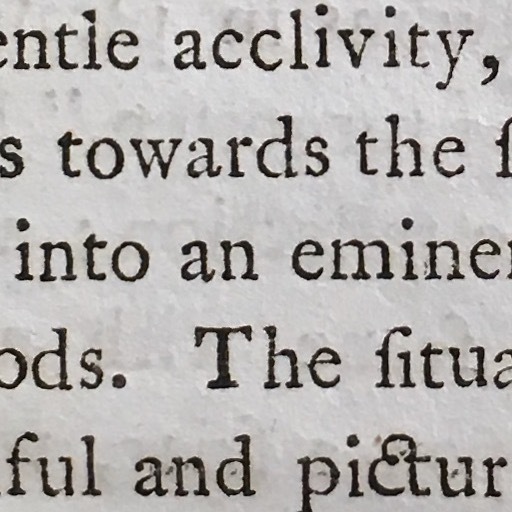 entle acclivity,
s towards the ſ
into an eminen
ods. The ſitua
ful and pictur